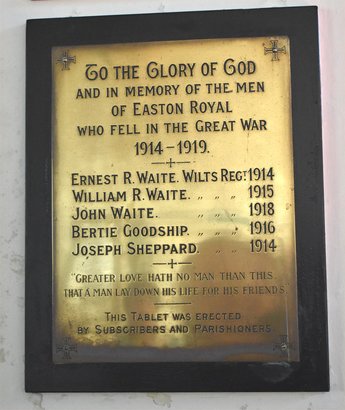 To the Glory of God
and in memory of the men
of Easton Royal
who fell in the Great War
1914-1919.
Ernest R. Waite. Wilts Regt 1914
William R. Waite. " " " 1915
John Waite. " " " 1918
Bertie Goodship. " " " 1916
Joseph Sheppard. " " " 1914
"Greater love hath no man than this
that a man lay down his life for his friends"
This Tablet was erected
by Subscribers and Parishioners